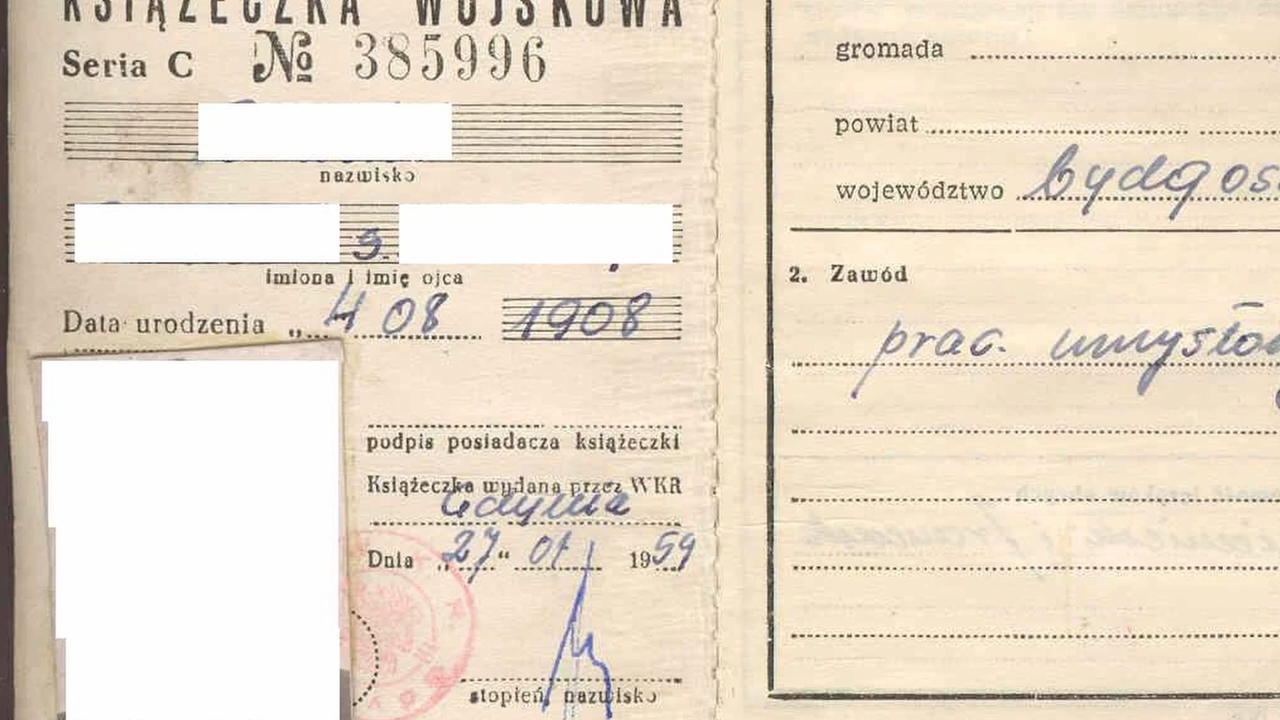 KSIĄŻECZKA WOJSKOWA
Seria C № 385996
nazwisko
s.
imiona i imię ojca
Data urodzenia „ 4 08 1908
podpis posiadacza książeczki
Książeczka wydana przez WKR
Gdynia
Dnia „27“ 01 1959
stopień, nazwisko
gromada
powiat
województwo bydgos
2. Zawód
prac. umysło